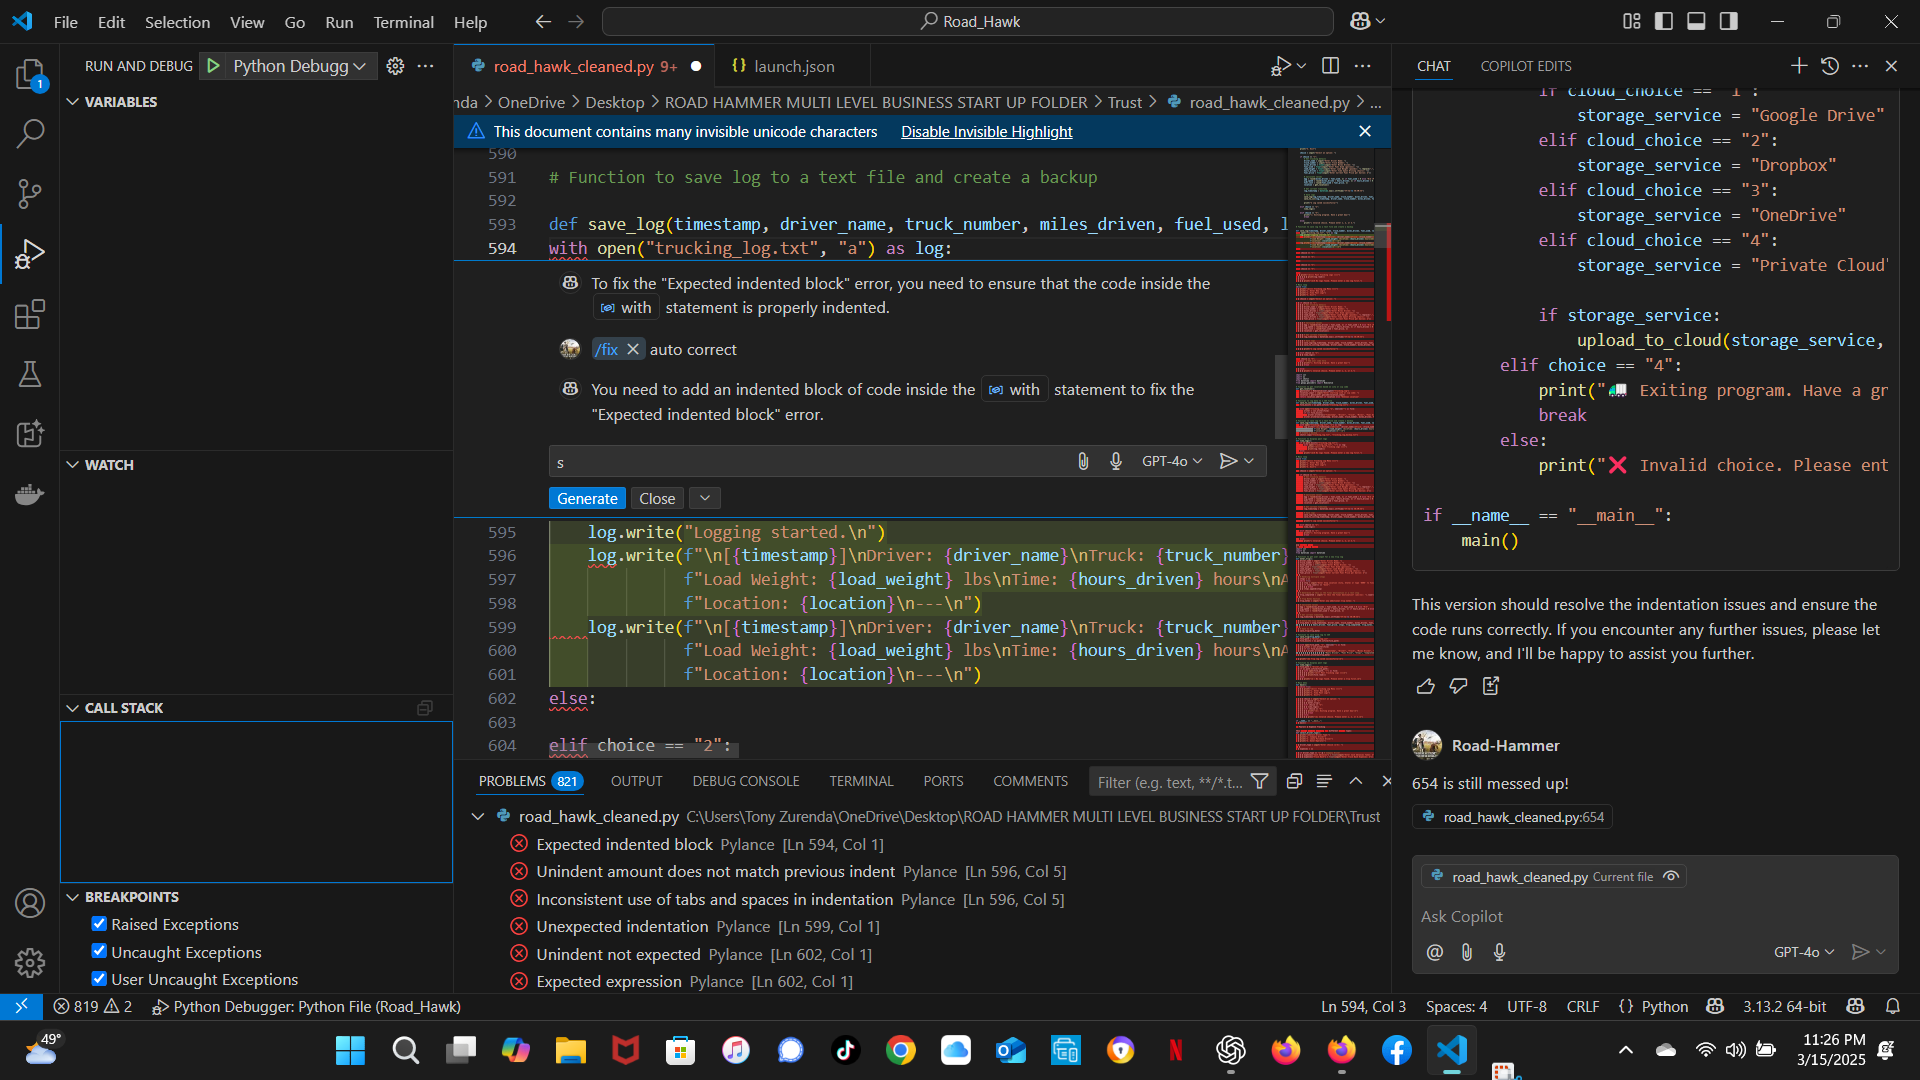 File Edit Selection View Go Run Terminal Help
Road_Hawk
RUN AND DEBUG Python Debugg
VARIABLES
WATCH
CALL STACK
BREAKPOINTS
Raised Exceptions
Uncaught Exceptions
User Uncaught Exceptions
1
road_hawk_cleaned.py 9+
{} launch.json
OneDrive > Desktop > ROAD HAMMER MULTI LEVEL BUSINESS START UP FOLDER > Trust > road_hawk_cleaned.py > ...
This document contains many invisible unicode characters Disable Invisible Highlight
590
591 # Function to save log to a text file and create a backup
592
593 def save_log(timestamp, driver_name, truck_number, miles_driven, fuel_used, l
594 with open("trucking_log.txt", "a") as log:
To fix the "Expected indented block" error, you need to ensure that the code inside the
with statement is properly indented.
/fix auto correct
You need to add an indented block of code inside the with statement to fix the
"Expected indented block" error.
s
GPT-4o
Generate Close
595 log.write("Logging started.\n")
596 log.write(f"\n[{timestamp}]\nDriver: {driver_name}\nTruck: {truck_number}
597 f"Load Weight: {load_weight} lbs\nTime: {hours_driven} hours\nA
598 f"Location: {location}\n---\n")
599 log.write(f"\n[{timestamp}]\nDriver: {driver_name}\nTruck: {truck_number}
600 f"Load Weight: {load_weight} lbs\nTime: {hours_driven} hours\nA
601 f"Location: {location}\n---\n")
602 else:
603
604 elif choice == "2":
PROBLEMS 821 OUTPUT DEBUG CONSOLE TERMINAL PORTS COMMENTS Filter (e.g. text, **/*.t...
road_hawk_cleaned.py C:\Users\Tony Zurenda\OneDrive\Desktop\ROAD HAMMER MULTI LEVEL BUSINESS START UP FOLDER\Trust
Expected indented block Pylance [Ln 594, Col 1]
Unindent amount does not match previous indent Pylance [Ln 596, Col 5]
Inconsistent use of tabs and spaces in indentation Pylance [Ln 596, Col 5]
Unexpected indentation Pylance [Ln 599, Col 1]
Unindent not expected Pylance [Ln 602, Col 1]
Expected expression Pylance [Ln 602, Col 1]
CHAT COPILOT EDITS
if cloud_choice == "1":
storage_service = "Google Drive"
elif cloud_choice == "2":
storage_service = "Dropbox"
elif cloud_choice == "3":
storage_service = "OneDrive"
elif cloud_choice == "4":
storage_service = "Private Cloud"
if storage_service:
upload_to_cloud(storage_service,
elif choice == "4":
print("🚛 Exiting program. Have a gr
break
else:
print("❌ Invalid choice. Please ent
if __name__ == "__main__":
main()
This version should resolve the indentation issues and ensure the
code runs correctly. If you encounter any further issues, please let
me know, and I'll be happy to assist you further.
Road-Hammer
654 is still messed up!
road_hawk_cleaned.py:654
road_hawk_cleaned.py Current file
Ask Copilot
@ GPT-4o
819 2 Python Debugger: Python File (Road_Hawk)
Ln 594, Col 3 Spaces: 4 UTF-8 CRLF {} Python 3.13.2 64-bit
49°
N
11:26 PM
3/15/2025